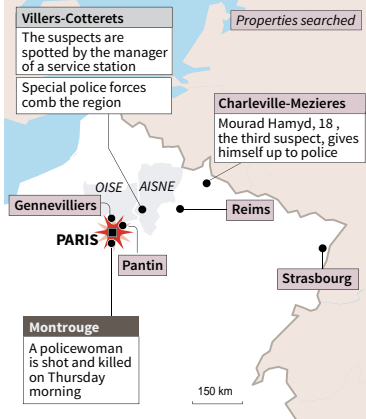 Villers-Cotterets
The suspects are
spotted by the manager
of a service station
Special police forces
comb the region
Properties searched
Charleville-Mezieres
Mourad Hamyd, 18 ,
the third suspect, gives
himself up to police
OISE
AISNE
Gennevilliers
Reims
PARIS
Pantin
Strasbourg
Montrouge
A policewoman
is shot and killed
on Thursday
morning
150 km